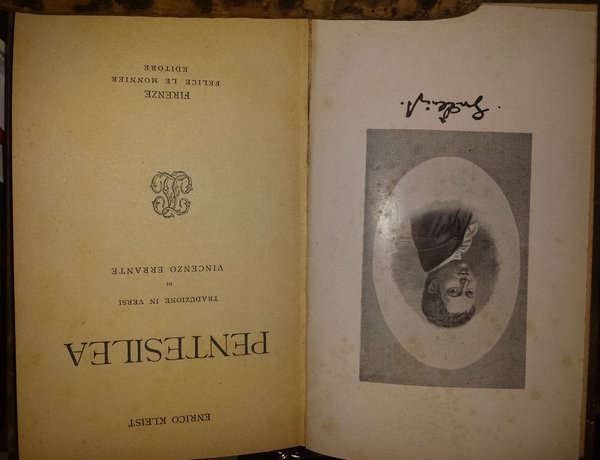 ENRICO KLEIST
PENTESILEA
TRADUZIONE IN VERSI
DI
VINCENZO ERRANTE
FIRENZE
FELICE LE MONNIER
EDITORE